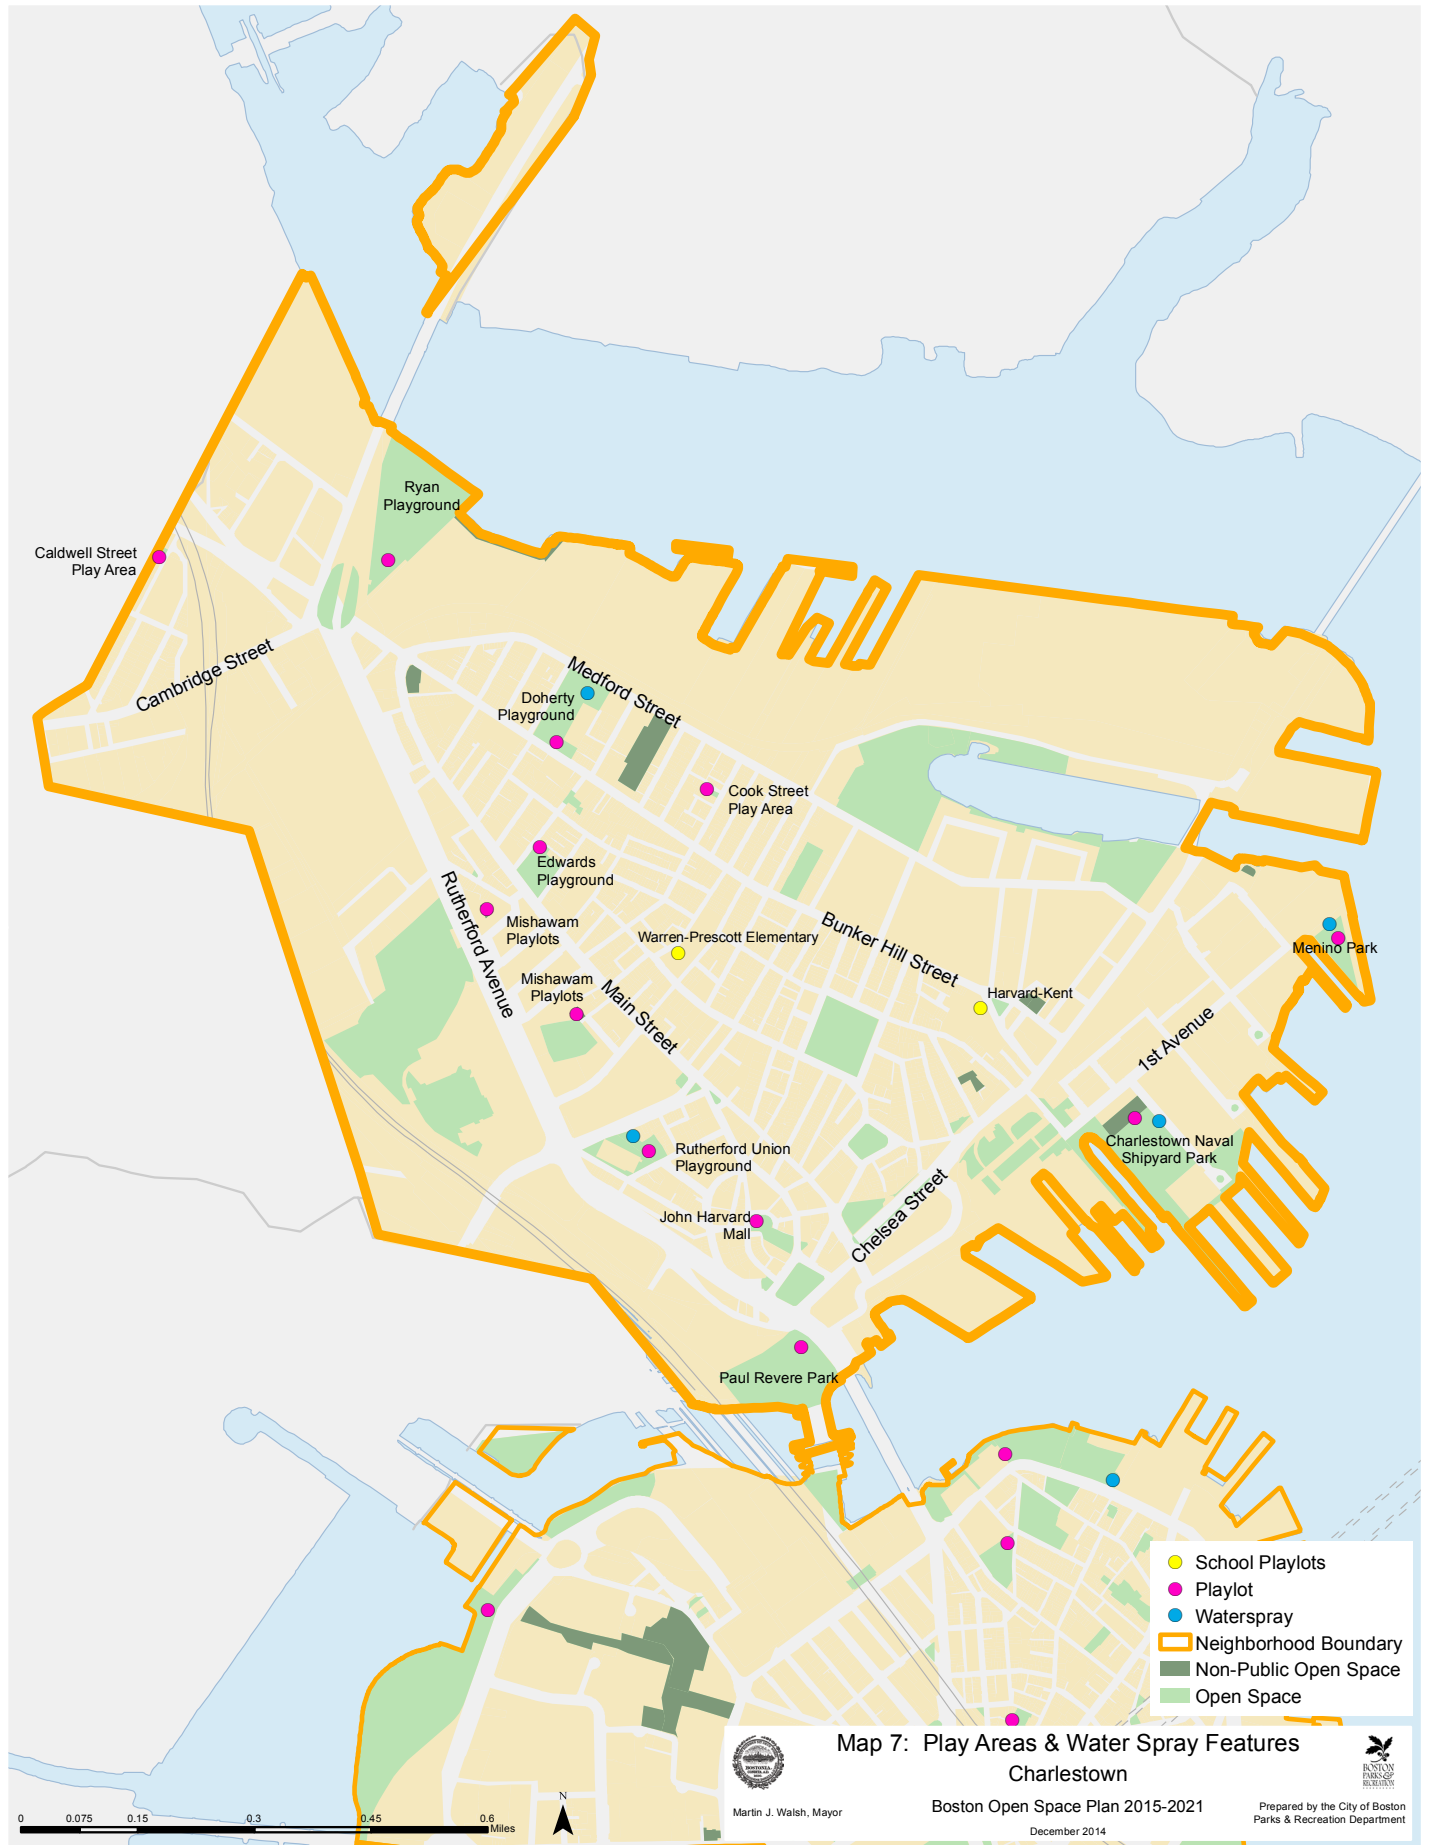 Ryan
Playground
Caldwell Street
Play Area
Cambridge Street
Medford Street
Doherty
Playground
Cook Street
Play Area
Edwards
Playground
Rutherford Avenue
Mishawam
Playlots
Warren-Prescott Elementary
Bunker Hill Street
Menino Park
Mishawam
Playlots
Main Street
Harvard-Kent
1st Avenue
Charlestown Naval
Shipyard Park
Rutherford Union
Playground
John Harvard
Mall
Chelsea Street
Paul Revere Park
School Playlots
Playlot
Waterspray
Neighborhood Boundary
Non-Public Open Space
Open Space
Map 7: Play Areas & Water Spray Features
Charlestown
Boston Open Space Plan 2015-2021
December 2014
Martin J. Walsh, Mayor
BOSTON
PARKS &
RECREATION
Prepared by the City of Boston
Parks & Recreation Department
N
0 0.075 0.15 0.3 0.45 0.6
Miles